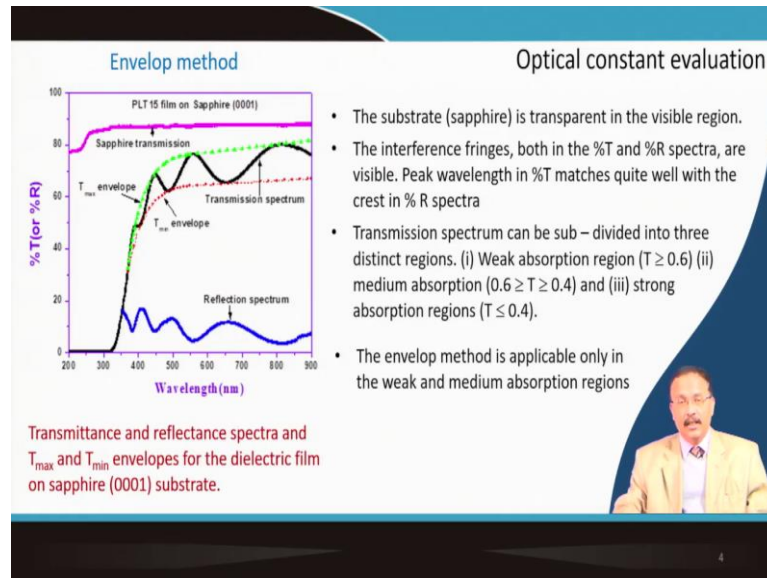 Envelop method
Optical constant evaluation
PLT15 film on Sapphire (0001)
Sapphire transmission
Tmax envelope
Tmin envelope
Transmission spectrum
Reflection spectrum
%T(or %R)
100
80
60
40
20
0
200 300 400 500 600 700 800 900
Wavelength(nm)
Transmittance and reflectance spectra and
Tmax and Tmin envelopes for the dielectric film
on sapphire (0001) substrate.
• The substrate (sapphire) is transparent in the visible region.
• The interference fringes, both in the %T and %R spectra, are
visible. Peak wavelength in %T matches quite well with the
crest in % R spectra
• Transmission spectrum can be sub – divided into three
distinct regions. (i) Weak absorption region (T ≥ 0.6) (ii)
medium absorption (0.6 ≥ T ≥ 0.4) and (iii) strong
absorption regions (T ≤ 0.4).
• The envelop method is applicable only in
the weak and medium absorption regions
4